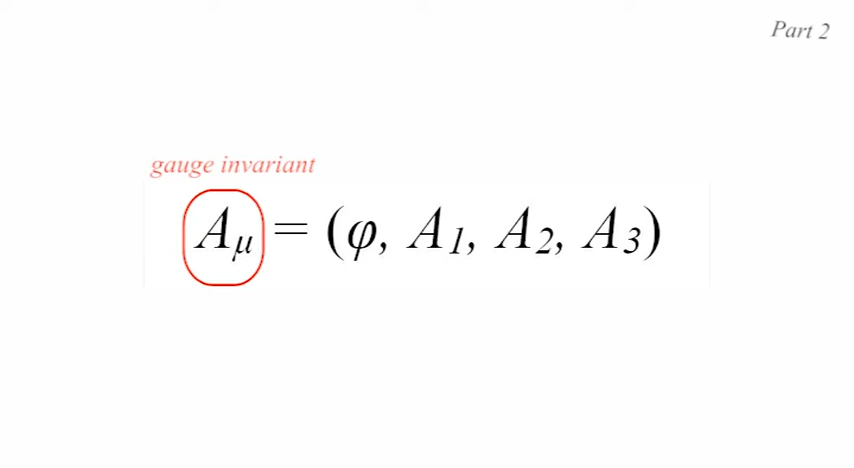 Part 2
gauge invariant
Aμ = (φ, A1, A2, A3)